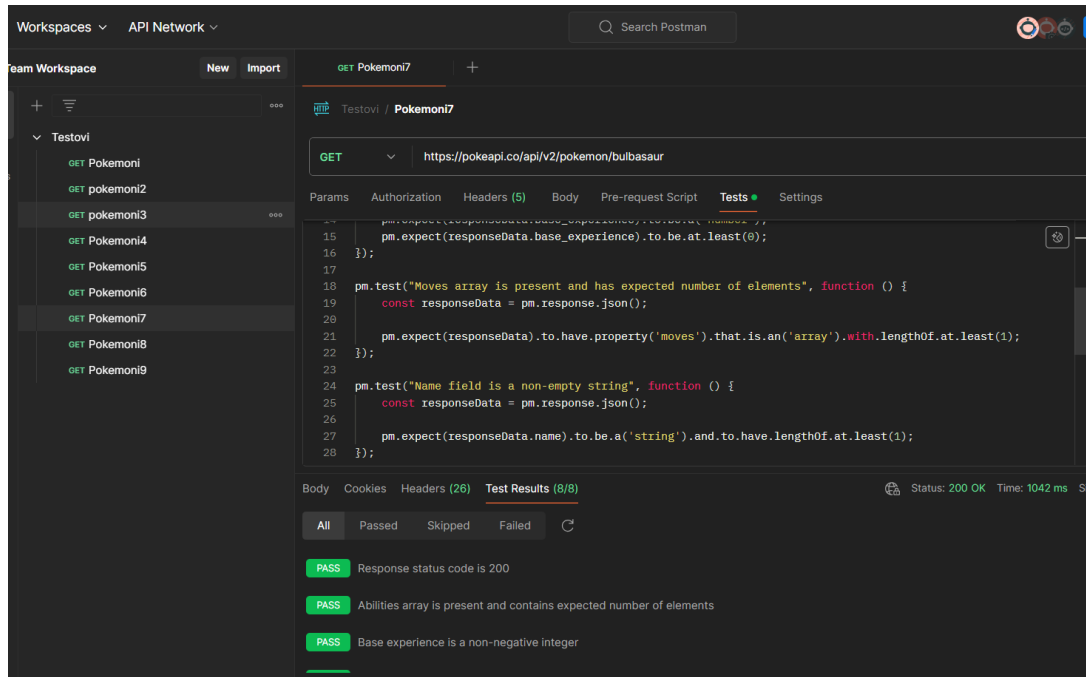 Workspaces API Network Search Postman
Team Workspace New Import GET Pokemoni7
HTTP Testovi / Pokemoni7
Testovi
GET Pokemoni
GET pokemoni2
GET pokemoni3
GET Pokemoni4
GET Pokemoni5
GET Pokemoni6
GET Pokemoni7
GET Pokemoni8
GET Pokemoni9
GET https://pokeapi.co/api/v2/pokemon/bulbasaur
Params Authorization Headers (5) Body Pre-request Script Tests Settings
14 pm.expect(responseData.base_experience).to.be.a('number');
15 pm.expect(responseData.base_experience).to.be.at.least(0);
16 });
17
18 pm.test("Moves array is present and has expected number of elements", function () {
19 const responseData = pm.response.json();
20
21 pm.expect(responseData).to.have.property('moves').that.is.an('array').with.lengthOf.at.least(1);
22 });
23
24 pm.test("Name field is a non-empty string", function () {
25 const responseData = pm.response.json();
26
27 pm.expect(responseData.name).to.be.a('string').and.to.have.lengthOf.at.least(1);
28 });
Body Cookies Headers (26) Test Results (8/8) Status: 200 OK Time: 1042 ms S
All Passed Skipped Failed
PASS Response status code is 200
PASS Abilities array is present and contains expected number of elements
PASS Base experience is a non-negative integer